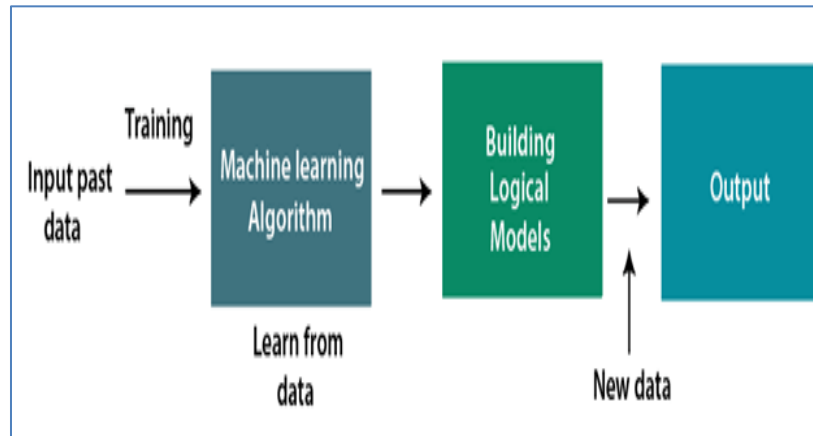 Training
Input past
data
Machine learning
Algorithm
Learn from
data
Building
Logical
Models
New data
Output